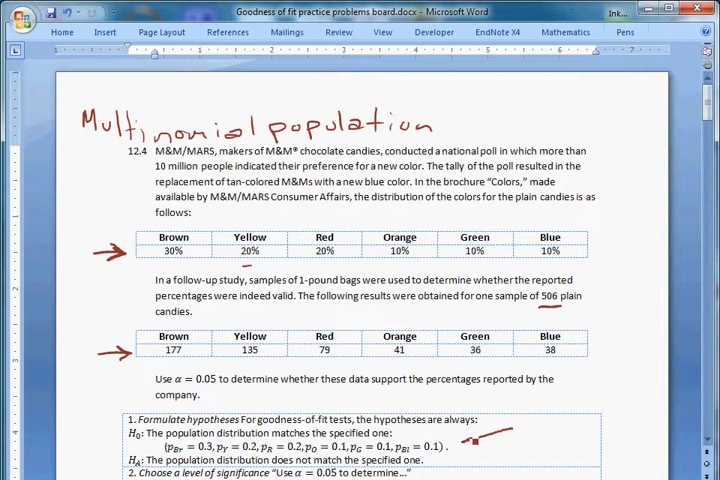 Goodness of fit practice problems board.docx - Microsoft Word
Ink...
Home Insert Page Layout References Mailings Review View Developer EndNote X4 Mathematics Pens
Multinomial population
12.4 M&M/MARS, makers of M&M® chocolate candies, conducted a national poll in which more than
10 million people indicated their preference for a new color. The tally of the poll resulted in the
replacement of tan-colored M&Ms with a new blue color. In the brochure "Colors," made
available by M&M/MARS Consumer Affairs, the distribution of the colors for the plain candies is as
follows:
Brown Yellow Red Orange Green Blue
30% 20% 20% 10% 10% 10%
In a follow-up study, samples of 1-pound bags were used to determine whether the reported
percentages were indeed valid. The following results were obtained for one sample of 506 plain
candies.
Brown Yellow Red Orange Green Blue
177 135 79 41 36 38
Use α = 0.05 to determine whether these data support the percentages reported by the
company.
1. Formulate hypotheses For goodness-of-fit tests, the hypotheses are always:
H₀: The population distribution matches the specified one:
(p_Br = 0.3, p_Y = 0.2, p_R = 0.2, p_O = 0.1, p_G = 0.1, p_Bl = 0.1) .
H_A: The population distribution does not match the specified one.
2. Choose a level of significance "Use α = 0.05 to determine..."